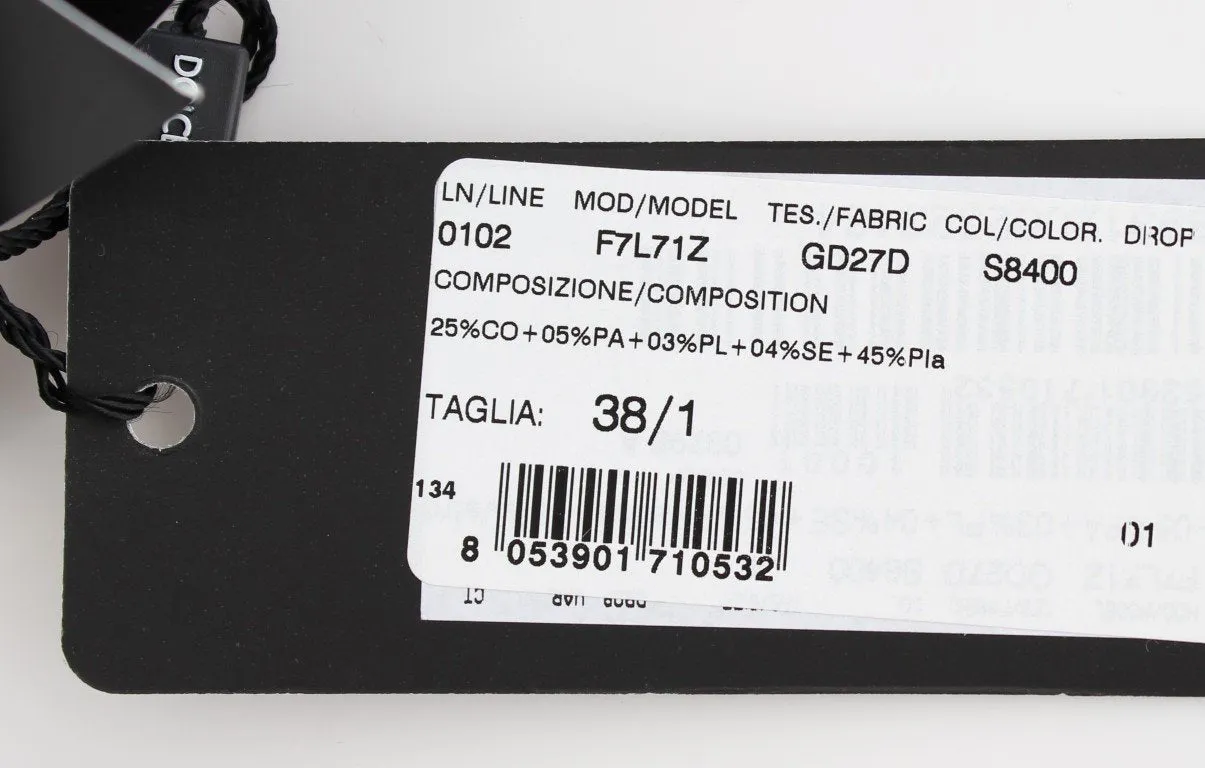 LN/LINE MOD/MODEL TES./FABRIC COL/COLOR. DROP
0102 F7L71Z GD27D S8400
COMPOSIZIONE/COMPOSITION
25%CO+05%PA+03%PL+04%SE+45%PIa
TAGLIA: 38/1
134
01
8 053901 710532